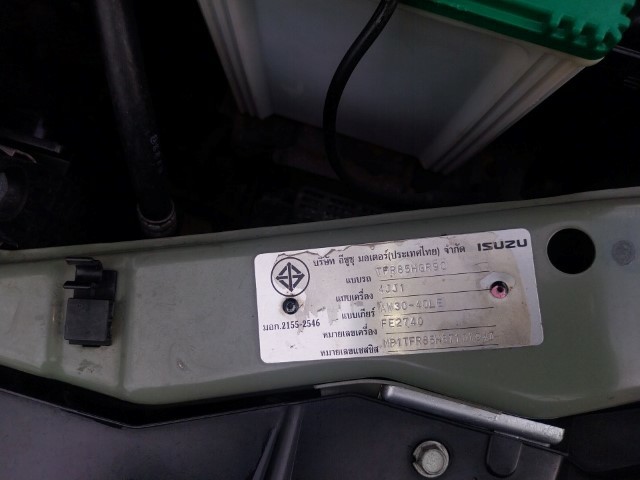 บริษัท อีซูซุ มอเตอร์(ประเทศไทย) จำกัด ISUZU
แบบรถ TFR85HGR9C
แบบเครื่อง 4JJ1
แบบเกียร์ AW30-40LEI
มอก.2155-2546 หมายเลขเครื่อง FE2740
หมายเลขแชสซิส